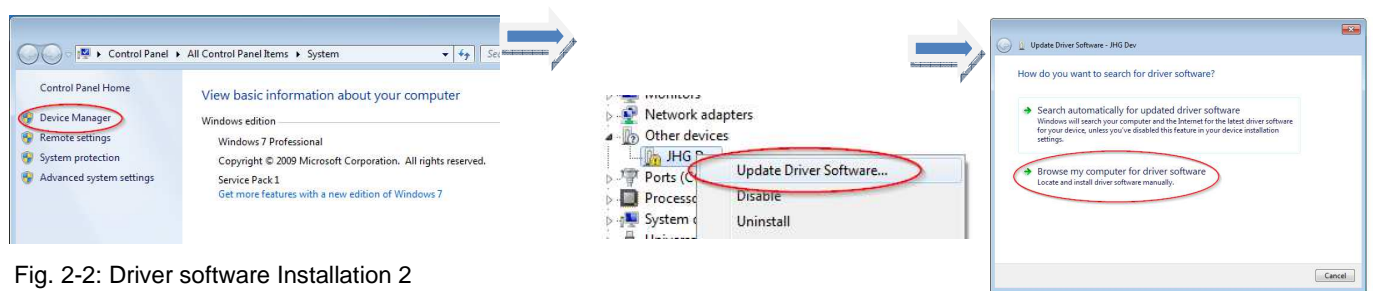 Control Panel ▸ All Control Panel Items ▸ System
Control Panel Home
Device Manager
Remote settings
System protection
Advanced system settings
View basic information about your computer
Windows edition
Windows 7 Professional
Copyright © 2009 Microsoft Corporation. All rights reserved.
Service Pack 1
Get more features with a new edition of Windows 7
Monitors
Network adapters
Other devices
JHG D
Ports (C
Processo
System d
Update Driver Software...
Disable
Uninstall
Update Driver Software - JHG Dev
How do you want to search for driver software?
Search automatically for updated driver software
Windows will search your computer and the Internet for the latest driver software
for your device, unless you've disabled this feature in your device installation
settings.
Browse my computer for driver software
Locate and install driver software manually.
Cancel
Fig. 2-2: Driver software Installation 2